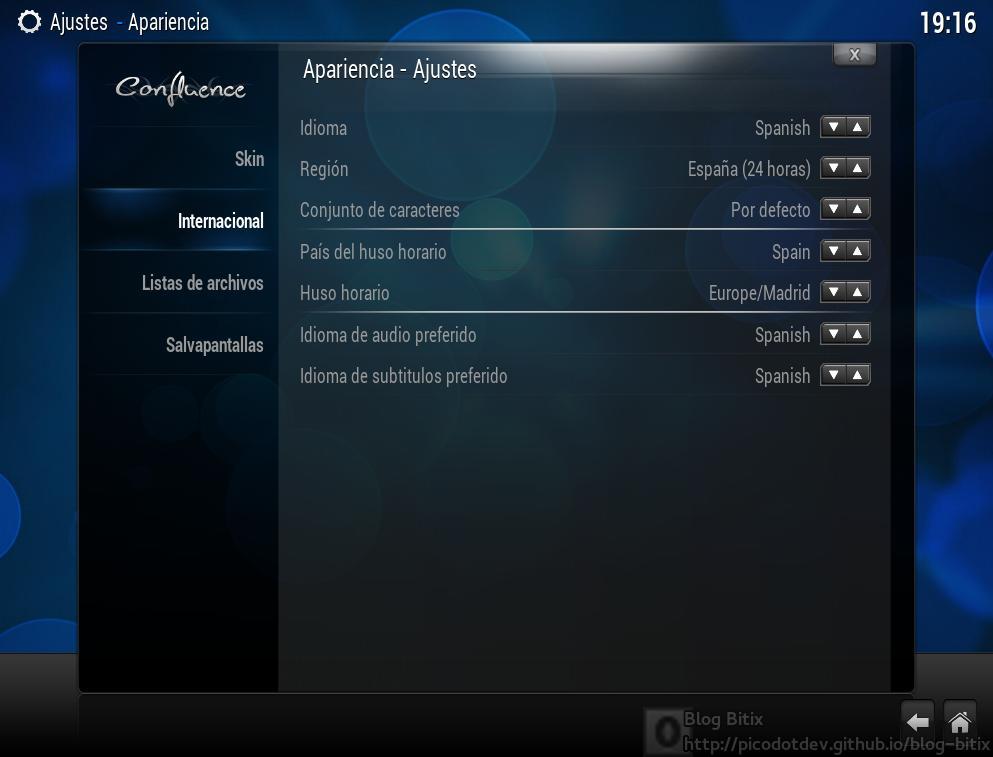 Ajustes - Apariencia
19:16
Confluence
Apariencia - Ajustes
X
Skin
Internacional
Listas de archivos
Salvapantallas
Idioma Spanish
Región España (24 horas)
Conjunto de caracteres Por defecto
País del huso horario Spain
Huso horario Europe/Madrid
Idioma de audio preferido Spanish
Idioma de subtitulos preferido Spanish
Blog Bitix
http://picodotdev.github.io/blog-bitix